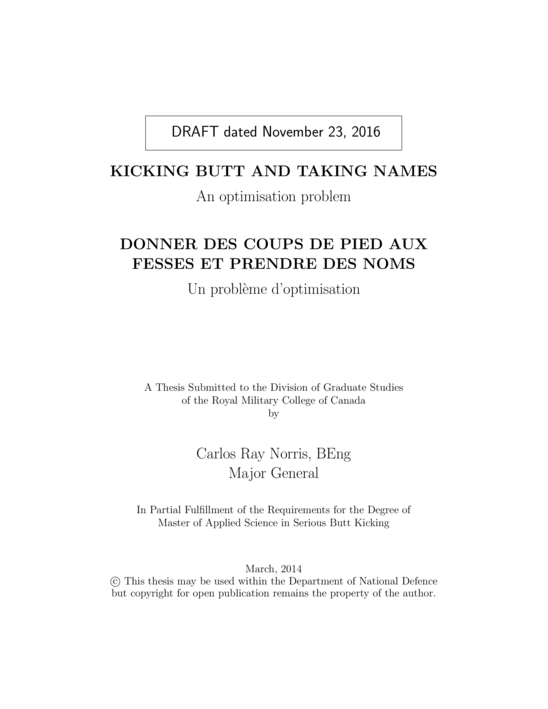 DRAFT dated November 23, 2016
KICKING BUTT AND TAKING NAMES
An optimisation problem
DONNER DES COUPS DE PIED AUX
FESSES ET PRENDRE DES NOMS
Un problème d'optimisation
A Thesis Submitted to the Division of Graduate Studies
of the Royal Military College of Canada
by
Carlos Ray Norris, BEng
Major General
In Partial Fulfillment of the Requirements for the Degree of
Master of Applied Science in Serious Butt Kicking
March, 2014
© This thesis may be used within the Department of National Defence
but copyright for open publication remains the property of the author.